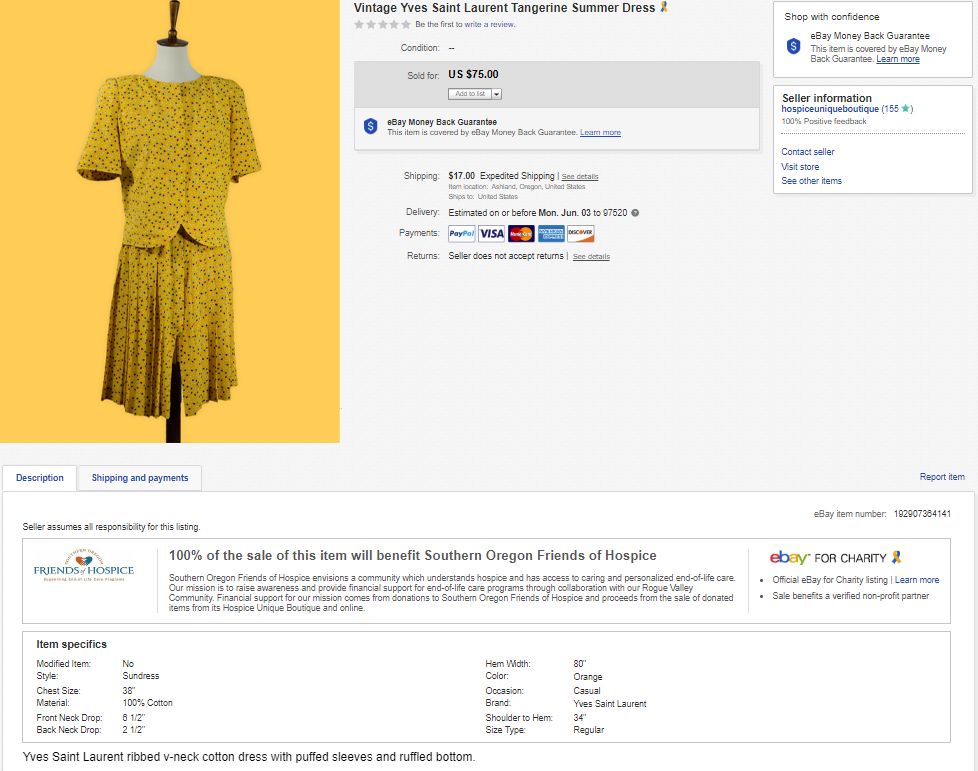 Vintage Yves Saint Laurent Tangerine Summer Dress
Be the first to write a review.
Condition: --
Sold for: US $75.00
Add to list
eBay Money Back Guarantee
This item is covered by eBay Money Back Guarantee. Learn more
Shipping: $17.00 Expedited Shipping | See details
Item location: Ashland, Oregon, United States
Ships to: United States
Delivery: Estimated on or before Mon. Jun. 03 to 97520
Payments: PayPal VISA MasterCard AMERICAN EXPRESS DISCOVER
Returns: Seller does not accept returns | See details
Shop with confidence
eBay Money Back Guarantee
This item is covered by eBay Money
Back Guarantee. Learn more
Seller information
hospiceuniqueboutique (155 ★)
100% Positive feedback
Contact seller
Visit store
See other items
Description Shipping and payments Report item
eBay item number: 192907364141
Seller assumes all responsibility for this listing.
SOUTHERN OREGON
FRIENDS of HOSPICE
Supporting End-of-Life Care Programs
100% of the sale of this item will benefit Southern Oregon Friends of Hospice
Southern Oregon Friends of Hospice envisions a community which understands hospice and has access to caring and personalized end-of-life care.
Our mission is to raise awareness and provide financial support for end-of-life care programs through collaboration with our Rogue Valley
Community. Financial support for our mission comes from donations to Southern Oregon Friends of Hospice and proceeds from the sale of donated
items from its Hospice Unique Boutique and online.
ebay™ FOR CHARITY
• Official eBay for Charity listing | Learn more
• Sale benefits a verified non-profit partner
Item specifics
Modified Item: No Hem Width: 80"
Style: Sundress Color: Orange
Chest Size: 38" Occasion: Casual
Material: 100% Cotton Brand: Yves Saint Laurent
Front Neck Drop: 6 1/2" Shoulder to Hem: 34"
Back Neck Drop: 2 1/2" Size Type: Regular
Yves Saint Laurent ribbed v-neck cotton dress with puffed sleeves and ruffled bottom.